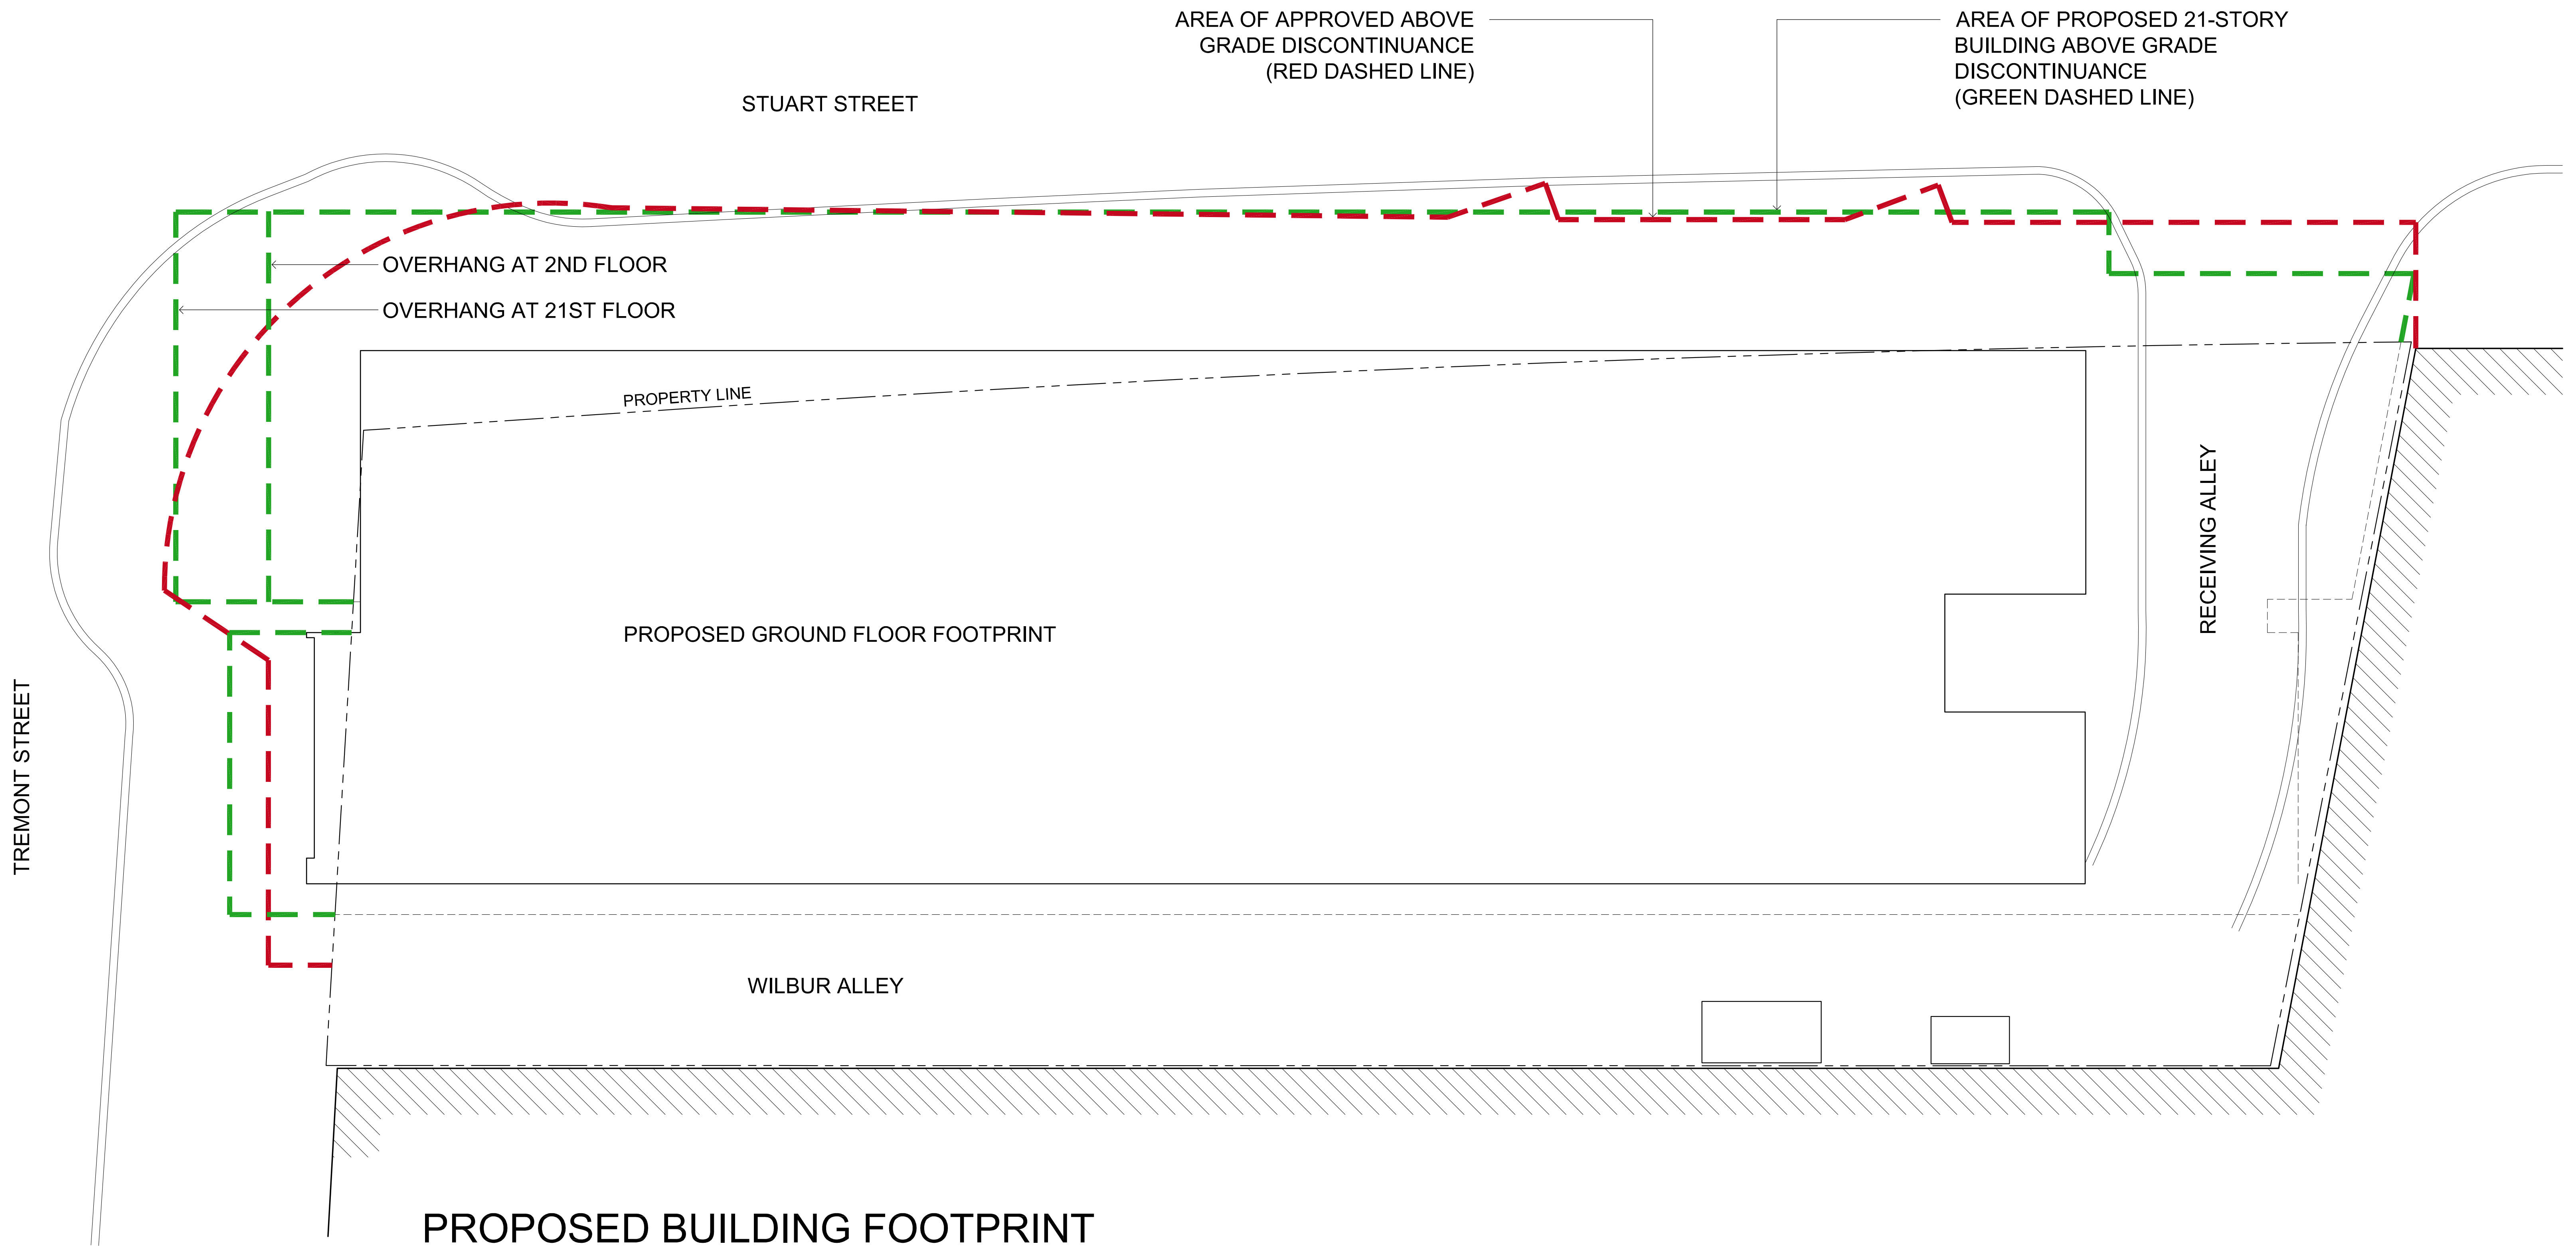 AREA OF APPROVED ABOVE
GRADE DISCONTINUANCE
(RED DASHED LINE)
AREA OF PROPOSED 21-STORY
BUILDING ABOVE GRADE
DISCONTINUANCE
(GREEN DASHED LINE)
STUART STREET
OVERHANG AT 2ND FLOOR
OVERHANG AT 21ST FLOOR
PROPERTY LINE
RECEIVING ALLEY
PROPOSED GROUND FLOOR FOOTPRINT
TREMONT STREET
WILBUR ALLEY
PROPOSED BUILDING FOOTPRINT